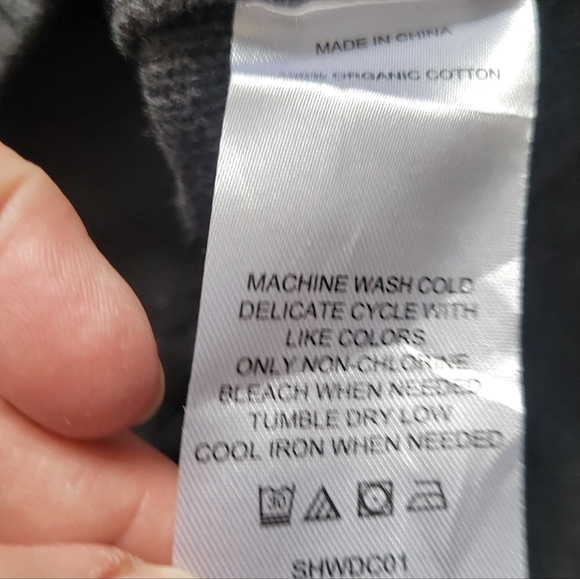 MADE IN CHINA
100% ORGANIC COTTON
MACHINE WASH COLD
DELICATE CYCLE WITH
LIKE COLORS
ONLY NON-CHLORINE
BLEACH WHEN NEEDED
TUMBLE DRY LOW
COOL IRON WHEN NEEDED
30
SHWDC01